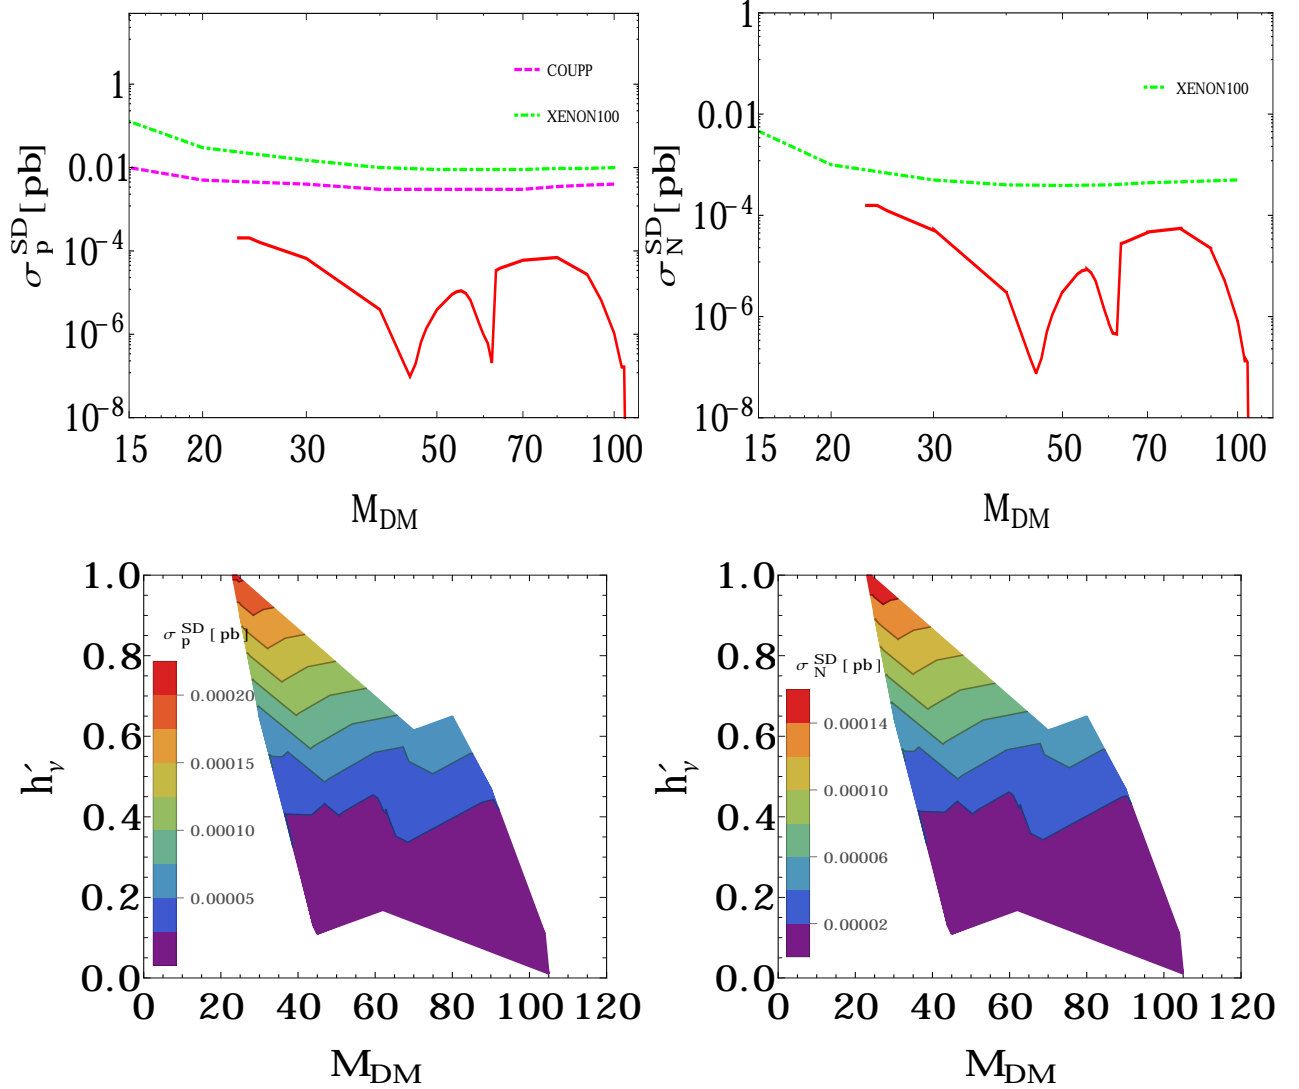 COUPP
XENON100
1
0.01
10⁻⁴
10⁻⁶
10⁻⁸
σ_p^SD [pb]
15 20 30 50 70 100
M_DM
XENON100
1
0.01
10⁻⁴
10⁻⁶
10⁻⁸
σ_N^SD [pb]
15 20 30 50 70 100
M_DM
1.0
0.8
0.6
0.4
0.2
0.0
h′_ν
σ_p^SD [pb]
0.00020
0.00015
0.00010
0.00005
0 20 40 60 80 100 120
M_DM
1.0
0.8
0.6
0.4
0.2
0.0
h′_ν
σ_N^SD [pb]
0.00014
0.00010
0.00006
0.00002
0 20 40 60 80 100 120
M_DM